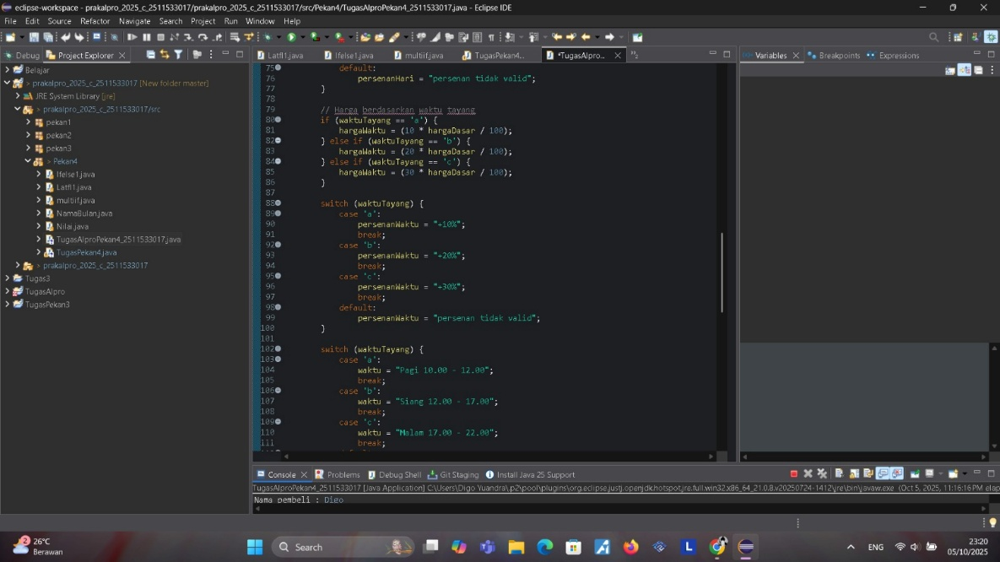 eclipse-workspace - prakalpro_2025_c_2511533017/prakalpro_2025_c_2511533017/src/Pekan4/TugasAlproPekan4_2511533017.java - Eclipse IDE
File Edit Source Refactor Navigate Search Project Run Window Help
Debug Project Explorer
Belajar
> prakalpro_2025_c_2511533017 [New folder master]
JRE System Library [jre]
> prakalpro_2025_c_2511533017/src
pekan1
pekan2
pekan3
> Pekan4
Ifelse1.java
Latfl1.java
multiif.java
NamaBulan.java
Nilai.java
TugasAlproPekan4_2511533017.java
TugasPekan4.java
> prakalpro_2025_c_2511533017
Tugas3
TugasAlpro
TugasPekan3
Latfl1.java Ifelse1.java multiif.java TugasPekan4... *TugasAlpro...
75 default:
76 persenanHari = "persenan tidak valid";
77 }
78
79 // Harga berdasarkan waktu tayang
80 if (waktuTayang == 'a') {
81 hargaWaktu = (10 * hargaDasar / 100);
82 } else if (waktuTayang == 'b') {
83 hargaWaktu = (20 * hargaDasar / 100);
84 } else if (waktuTayang == 'c') {
85 hargaWaktu = (30 * hargaDasar / 100);
86 }
87
88 switch (waktuTayang) {
89 case 'a':
90 persenanWaktu = "+10%";
91 break;
92 case 'b':
93 persenanWaktu = "+20%";
94 break;
95 case 'c':
96 persenanWaktu = "+30%";
97 break;
98 default:
99 persenanWaktu = "persenan tidak valid";
100 }
101
102 switch (waktuTayang) {
103 case 'a':
104 waktu = "Pagi 10.00 - 12.00";
105 break;
106 case 'b':
107 waktu = "Siang 12.00 - 17.00";
108 break;
109 case 'c':
110 waktu = "Malam 17.00 - 22.00";
111 break;
Variables Breakpoints Expressions
Console Problems Debug Shell Git Staging Install Java 25 Support
TugasAlproPekan4_2511533017 [Java Application] C:\Users\Digo Yuandra\.p2\pool\plugins\org.eclipse.justj.openjdk.hotspot.jre.full.win32.x86_64_21.0.8.v20250724-1412\jre\bin\javaw.exe (Oct 5, 2025, 11:16:16 PM elap
Nama pembeli : Digo
2
26°C
Berawan
Search
ENG
23:20
05/10/2025